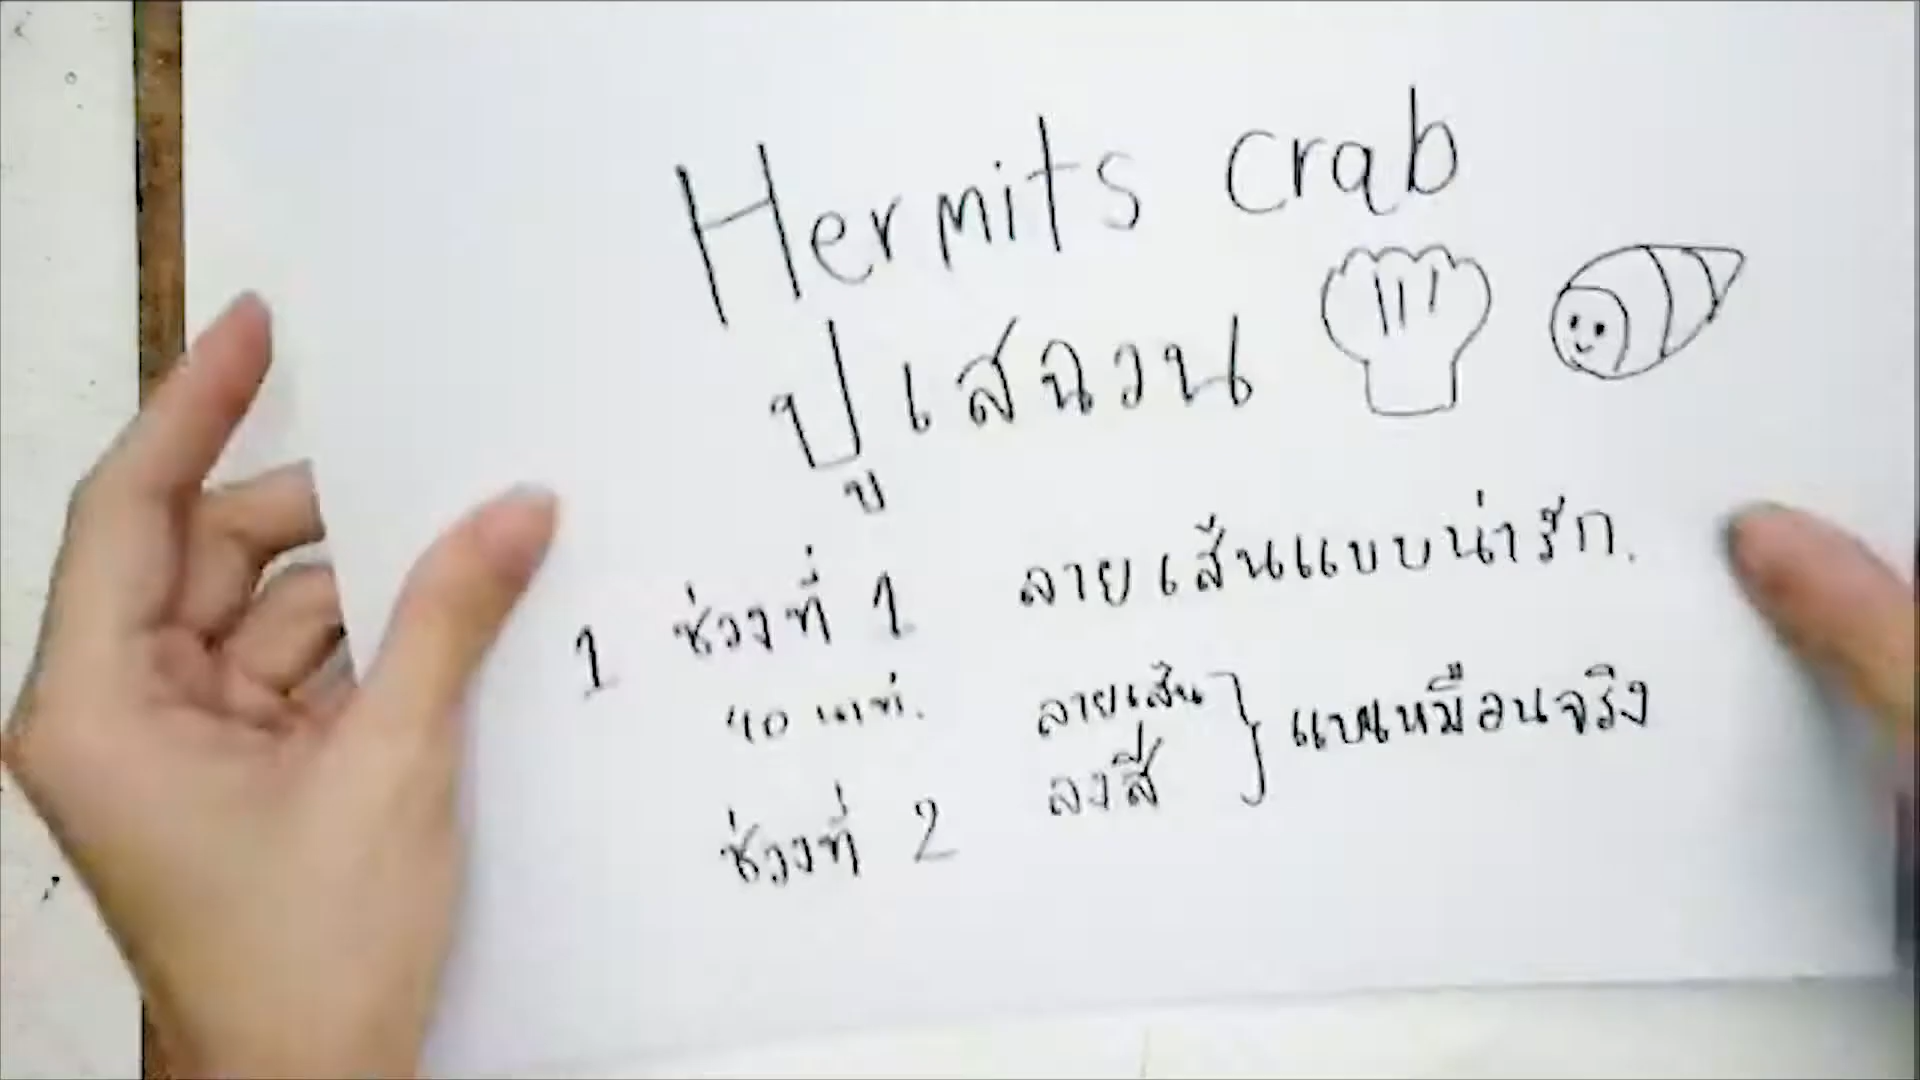 Hermits crab
ปูเสฉวน
1 ช่วงที่ 1 ลายเส้นแบบน่ารัก.
40 นาที. ลายเส้น
ลงสี } แบบเหมือนจริง
ช่วงที่ 2